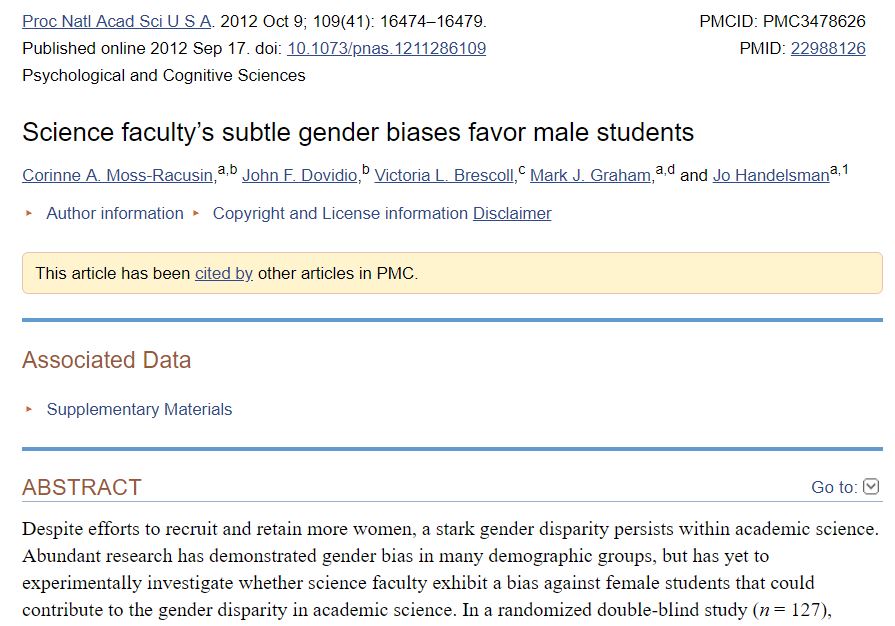 Proc Natl Acad Sci U S A. 2012 Oct 9; 109(41): 16474–16479.
PMCID: PMC3478626
Published online 2012 Sep 17. doi: 10.1073/pnas.1211286109
PMID: 22988126
Psychological and Cognitive Sciences
Science faculty’s subtle gender biases favor male students
Corinne A. Moss-Racusin,a,b John F. Dovidio,b Victoria L. Brescoll,c Mark J. Graham,a,d and Jo Handelsmana,1
Author information Copyright and License information Disclaimer
This article has been cited by other articles in PMC.
Associated Data
Supplementary Materials
ABSTRACT
Go to:
Despite efforts to recruit and retain more women, a stark gender disparity persists within academic science.
Abundant research has demonstrated gender bias in many demographic groups, but has yet to
experimentally investigate whether science faculty exhibit a bias against female students that could
contribute to the gender disparity in academic science. In a randomized double-blind study (n = 127),